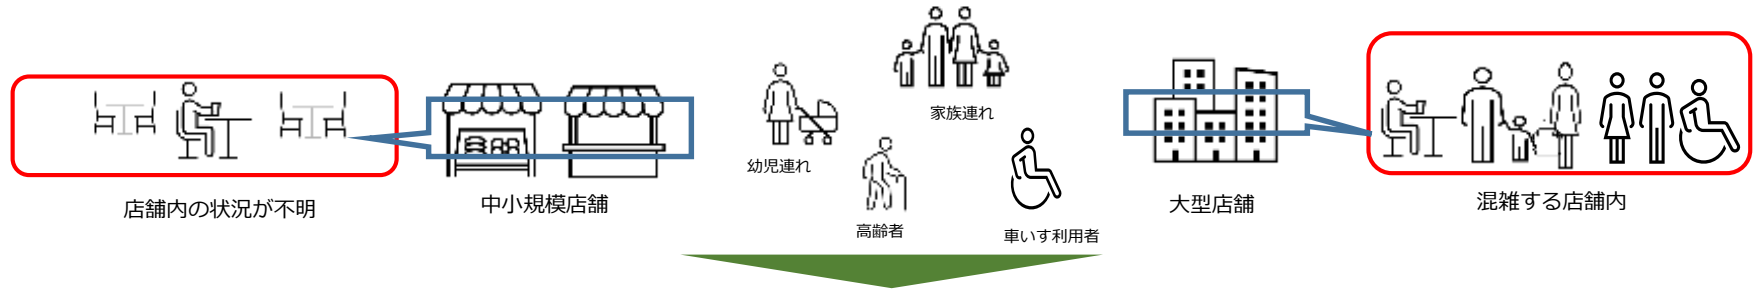 家族連れ
幼児連れ
店舗内の状況が不明
中小規模店舗
高齢者
車いす利用者
大型店舗
混雑する店舗内